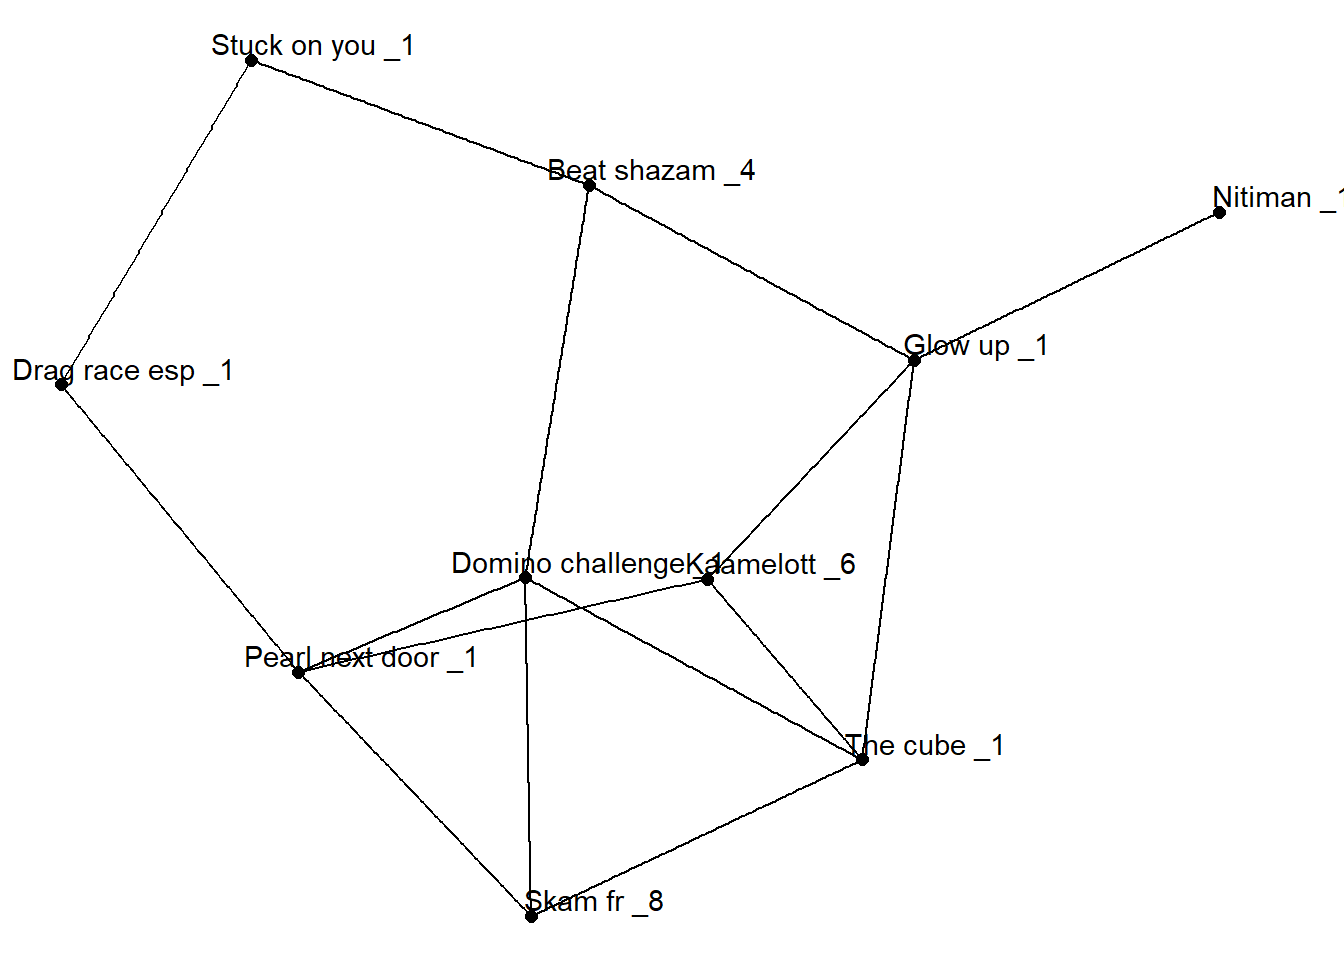 Stuck on you _1
Beat shazam _4
Nitiman _1
Glow up _1
Drag race esp _1
Domino challenge _1
Kaamelott _6
Pearl next door _1
The cube _1
Skam fr _8